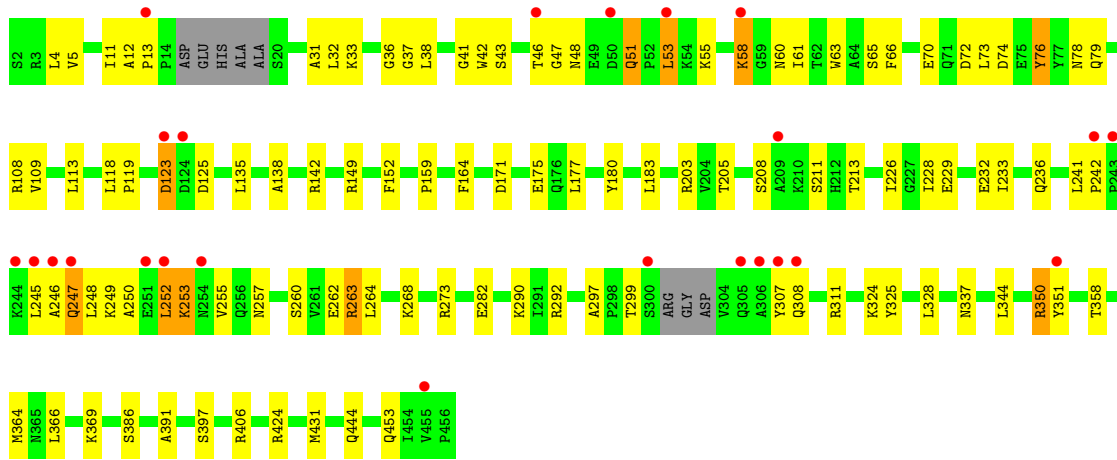 S2 R3 L4 V5 I11 A12 P13 P14 ASP GLU HIS ALA ALA S20 A31 L32 K33 G36 G37 L38 G41 W42 S43 T46 G47 N48 E49 D50 Q51 P52 L53 K54 K55 K58 G59 N60 I61 T62 W63 A64 S65 F66 E70 Q71 D72 L73 D74 E75 Y76 Y77 N78 Q79
R108 V109 L113 L118 P119 D123 D124 D125 L135 A138 R142 R149 F152 P159 F164 D171 E175 Q176 L177 Y180 L183 R203 V204 T205 S208 A209 K210 S211 H212 T213 I226 G227 I228 E229 E232 I233 Q236 L241 P242 P243
K244 L245 A246 Q247 L248 K249 A250 E251 L252 K253 N254 V255 Q256 N257 S260 V261 E262 R263 L264 K268 R273 E282 K290 I291 R292 A297 P298 T299 S300 ARG GLY ASP V304 Q305 A306 Y307 Q308 R311 K324 Y325 L328 N337 L344 R350 Y351 T358
M364 N365 L366 K369 S386 A391 S397 R406 R424 M431 Q444 Q453 I454 V455 P456